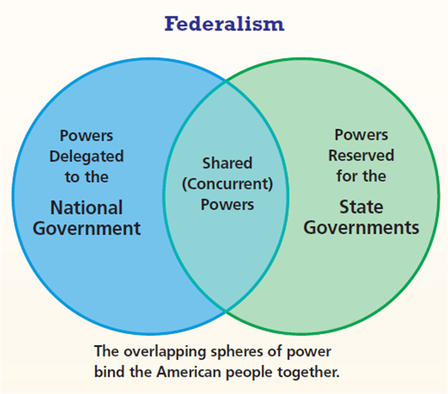 Federalism
Powers
Delegated
to the
National
Government
Shared
(Concurrent)
Powers
Powers
Reserved
for the
State
Governments
The overlapping spheres of power
bind the American people together.